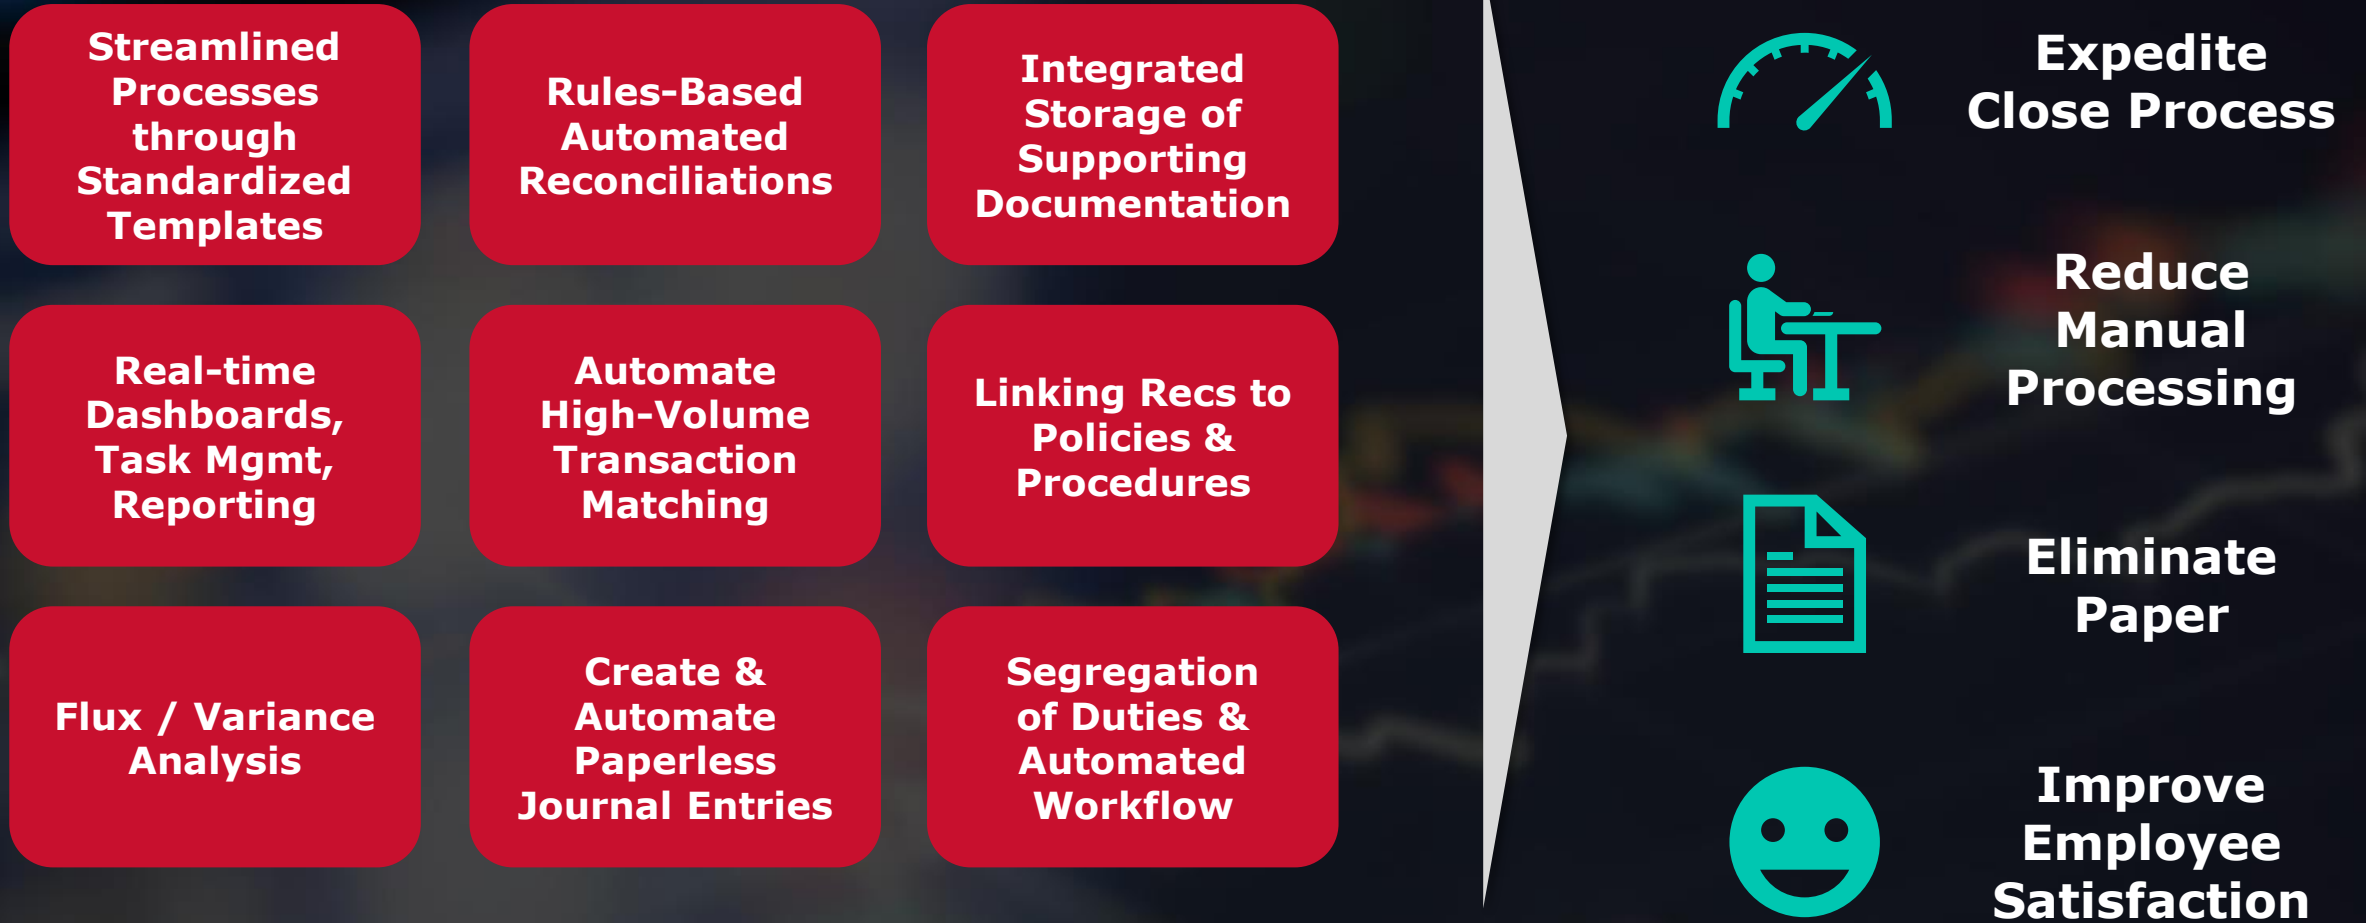 Streamlined
Processes
through
Standardized
Templates
Rules-Based
Automated
Reconciliations
Integrated
Storage of
Supporting
Documentation
Real-time
Dashboards,
Task Mgmt,
Reporting
Automate
High-Volume
Transaction
Matching
Linking Recs to
Policies &
Procedures
Flux / Variance
Analysis
Create &
Automate
Paperless
Journal Entries
Segregation
of Duties &
Automated
Workflow
Expedite
Close Process
Reduce
Manual
Processing
Eliminate
Paper
Improve
Employee
Satisfaction